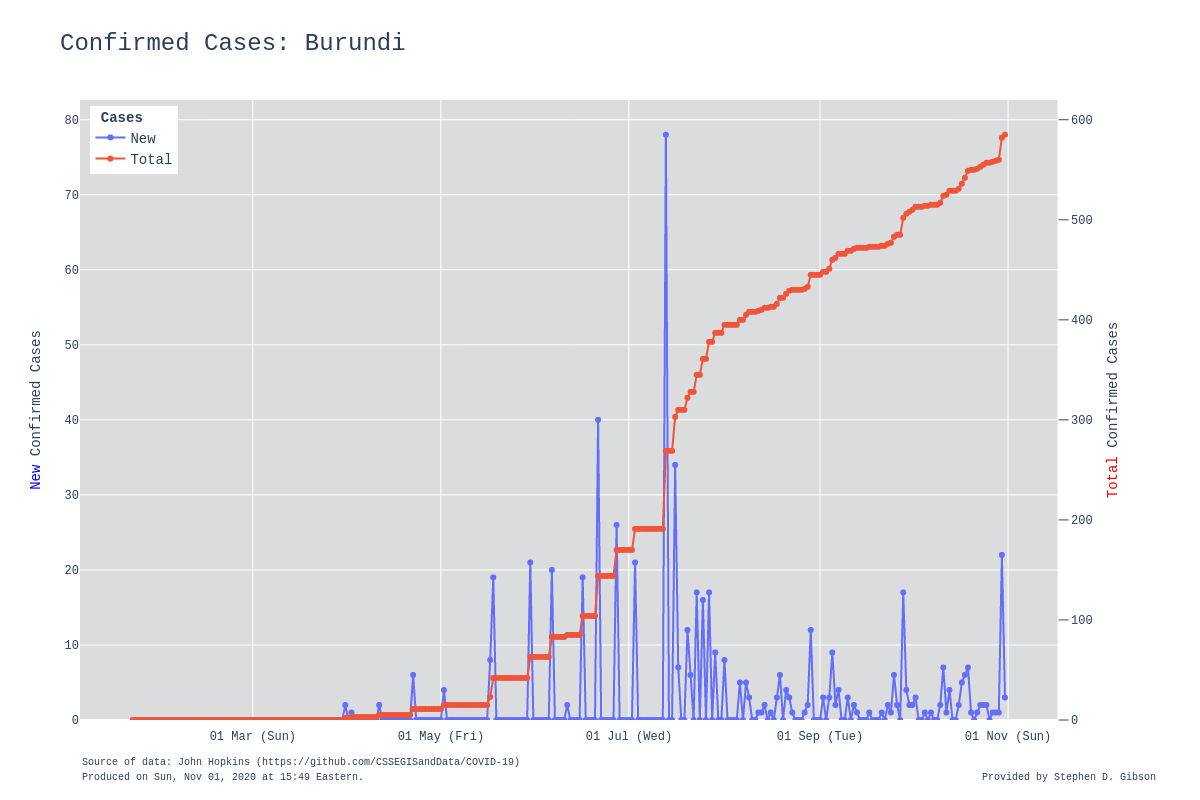 Confirmed Cases: Burundi
Cases
New
Total
80
70
60
50
40
30
20
10
0
600
500
400
300
200
100
0
New Confirmed Cases
Total Confirmed Cases
01 Mar (Sun)
01 May (Fri)
01 Jul (Wed)
01 Sep (Tue)
01 Nov (Sun)
Source of data: John Hopkins (https://github.com/CSSEGISandData/COVID-19)
Produced on Sun, Nov 01, 2020 at 15:49 Eastern.
Provided by Stephen D. Gibson